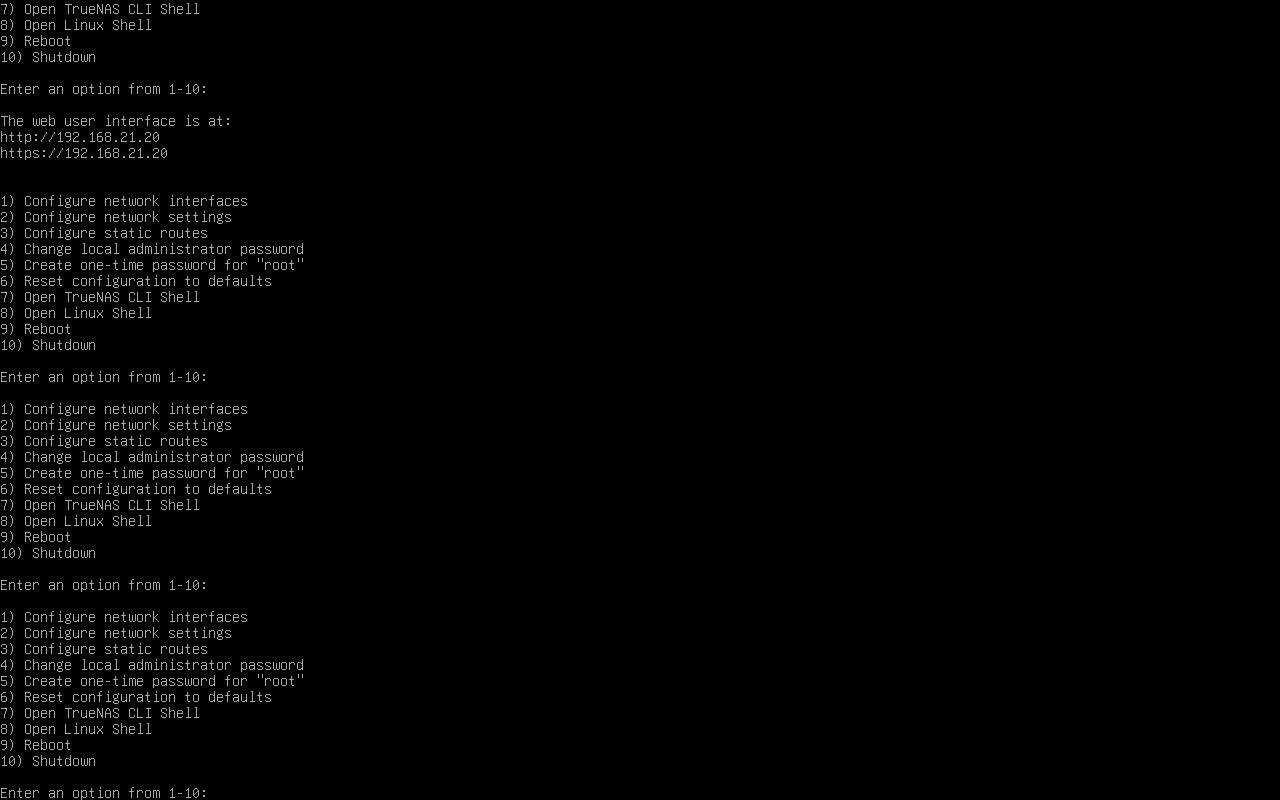 7) Open TrueNAS CLI Shell
8) Open Linux Shell
9) Reboot
10) Shutdown
Enter an option from 1-10:
The web user interface is at:
http://192.168.21.20
https://192.168.21.20
1) Configure network interfaces
2) Configure network settings
3) Configure static routes
4) Change local administrator password
5) Create one-time password for "root"
6) Reset configuration to defaults
7) Open TrueNAS CLI Shell
8) Open Linux Shell
9) Reboot
10) Shutdown
Enter an option from 1-10:
1) Configure network interfaces
2) Configure network settings
3) Configure static routes
4) Change local administrator password
5) Create one-time password for "root"
6) Reset configuration to defaults
7) Open TrueNAS CLI Shell
8) Open Linux Shell
9) Reboot
10) Shutdown
Enter an option from 1-10:
1) Configure network interfaces
2) Configure network settings
3) Configure static routes
4) Change local administrator password
5) Create one-time password for "root"
6) Reset configuration to defaults
7) Open TrueNAS CLI Shell
8) Open Linux Shell
9) Reboot
10) Shutdown
Enter an option from 1-10: